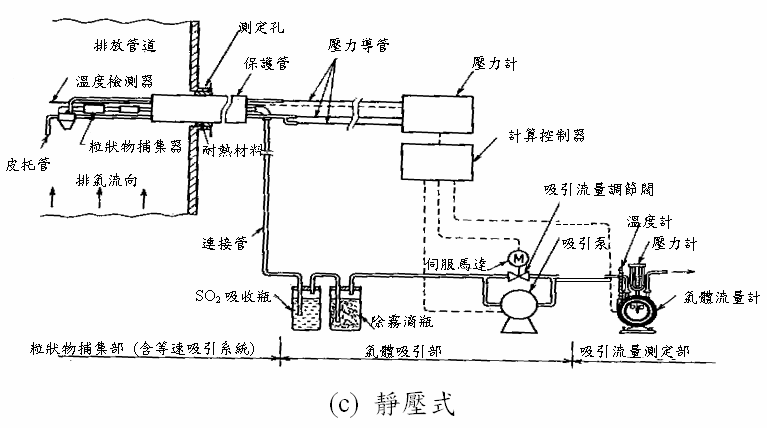 測定孔
排放管道
保護管
壓力導管
壓力計
溫度檢測器
計算控制器
粒狀物捕集器
耐熱材料
皮托管
排氣流向
吸引流量調節閥
連接管
吸引泵
溫度計
壓力計
伺服馬達
M
SO₂吸收瓶
除霧滴瓶
氣體流量計
粒狀物捕集部 (含等速吸引系統)
氣體吸引部
吸引流量測定部
(c) 靜壓式